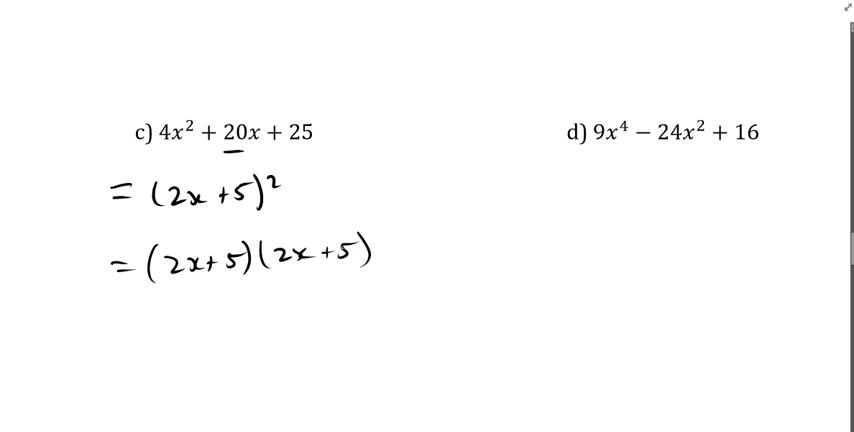 c) 4x² + 20x + 25
= (2x + 5)²
= (2x + 5)(2x + 5)
d) 9x⁴ − 24x² + 16